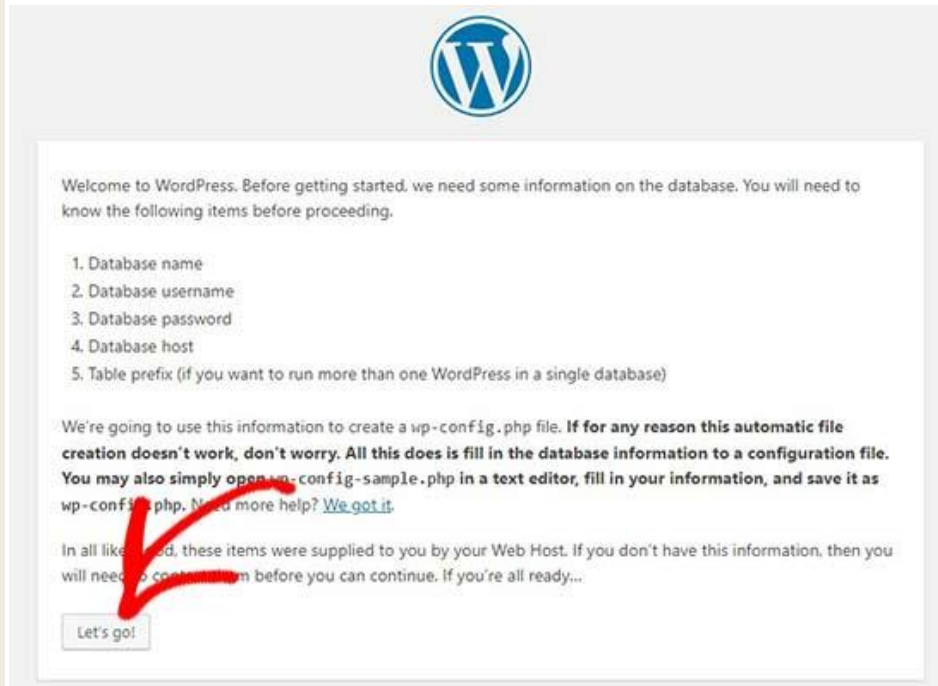 Welcome to WordPress. Before getting started, we need some information on the database. You will need to
know the following items before proceeding.
1. Database name
2. Database username
3. Database password
4. Database host
5. Table prefix (if you want to run more than one WordPress in a single database)
We're going to use this information to create a wp-config.php file. If for any reason this automatic file
creation doesn't work, don't worry. All this does is fill in the database information to a configuration file.
You may also simply open wp-config-sample.php in a text editor, fill in your information, and save it as
wp-config.php. Need more help? We got it.
In all likelihood, these items were supplied to you by your Web Host. If you don't have this information, then you
will need to contact them before you can continue. If you're all ready...
Let's go!